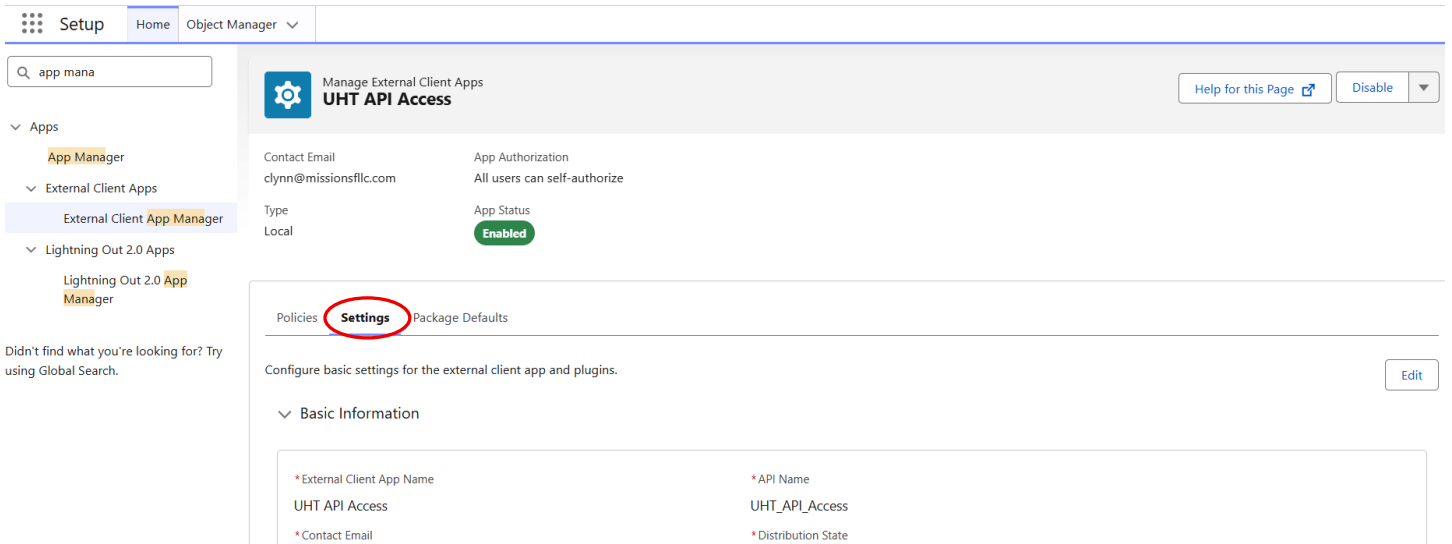 Setup
Home
Object Manager
app mana
Apps
App Manager
External Client Apps
External Client App Manager
Lightning Out 2.0 Apps
Lightning Out 2.0 App
Manager
Didn't find what you're looking for? Try
using Global Search.
Manage External Client Apps
UHT API Access
Help for this Page
Disable
Contact Email
clynn@missionsfllc.com
App Authorization
All users can self-authorize
Type
Local
App Status
Enabled
Policies
Settings
Package Defaults
Configure basic settings for the external client app and plugins.
Edit
Basic Information
*External Client App Name
UHT API Access
*API Name
UHT_API_Access
*Contact Email
*Distribution State